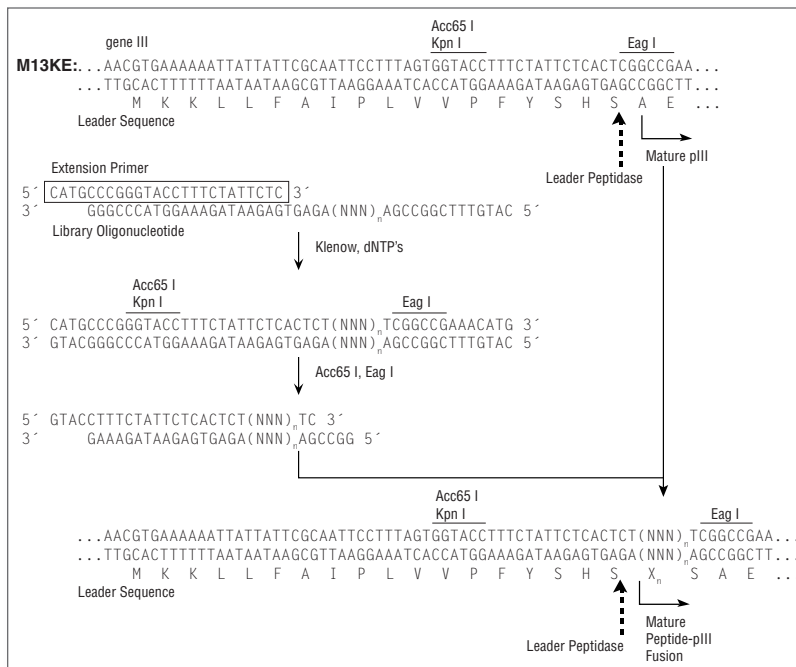 gene III
Acc65 I
Kpn I
Eag I
M13KE:...AACGTGAAAAAATTATTATTCGCAATTCCTTTAGTGGTACCTTTCTATTCTCACTCGGCCGAA...
...TTGCACTTTTTTAATAATAAGCGTTAAGGAAATCACCATGGAAAGATAAGAGTGAGCCGGCTT...
M K K L L F A I P L V V P F Y S H S A E ...
Leader Sequence
Leader Peptidase
Mature pIII
Extension Primer
5´ CATGCCCGGGTACCTTTCTATTCTC 3´
3´ GGGCCCATGGAAAGATAAGAGTGAGA(NNN)nAGCCGGCTTTGTAC 5´
Library Oligonucleotide
Klenow, dNTP's
Acc65 I
Kpn I
Eag I
5´ CATGCCCGGGTACCTTTCTATTCTCACTCT(NNN)nTCGGCCGAAACATG 3´
3´ GTACGGGCCCATGGAAAGATAAGAGTGAGA(NNN)nAGCCGGCTTTGTAC 5´
Acc65 I, Eag I
5´ GTACCTTTCTATTCTCACTCT(NNN)nTC 3´
3´ GAAAGATAAGAGTGAGA(NNN)nAGCCGG 5´
Acc65 I
Kpn I
Eag I
...AACGTGAAAAAATTATTATTCGCAATTCCTTTAGTGGTACCTTTCTATTCTCACTCT(NNN)nTCGGCCGAA...
...TTGCACTTTTTTAATAATAAGCGTTAAGGAAATCACCATGGAAAGATAAGAGTGAGA(NNN)nAGCCGGCTT...
M K K L L F A I P L V V P F Y S H S Xn S A E ...
Leader Sequence
Leader Peptidase
Mature
Peptide-pIII
Fusion